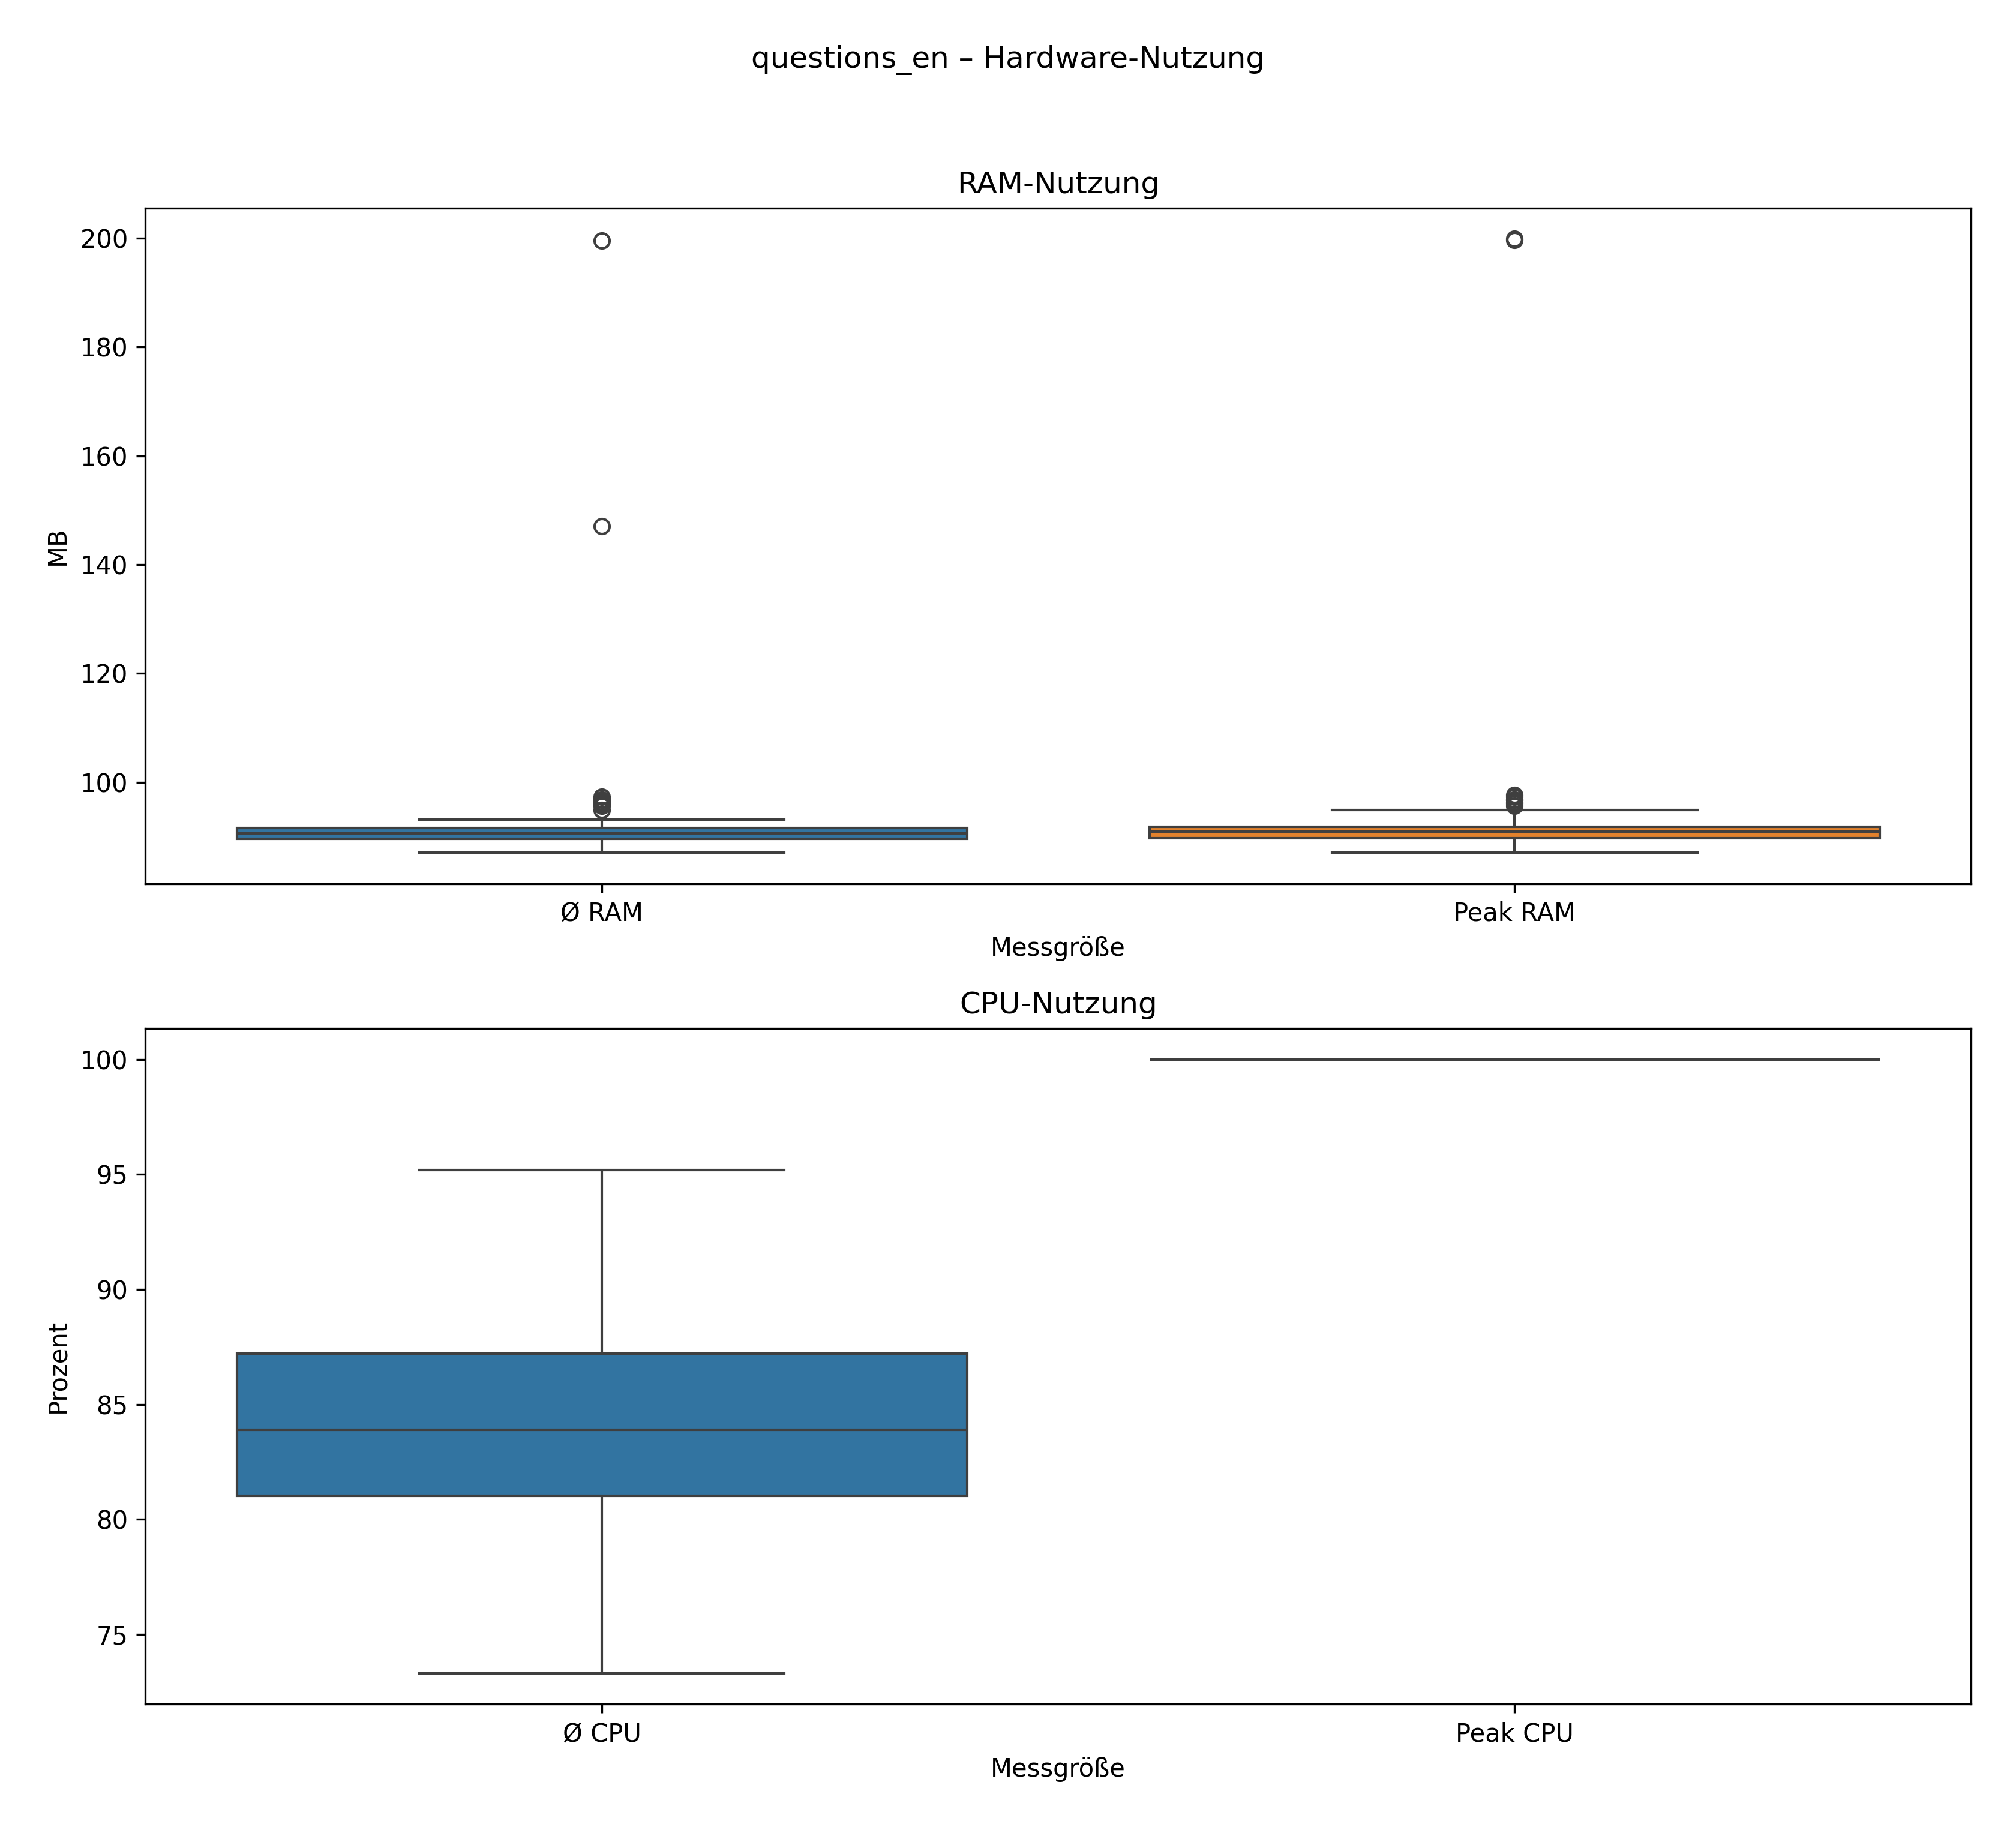 questions_en – Hardware-Nutzung
RAM-Nutzung
200
180
160
140
120
100
MB
Ø RAM
Peak RAM
Messgröße
CPU-Nutzung
100
95
90
85
80
75
Prozent
Ø CPU
Peak CPU
Messgröße